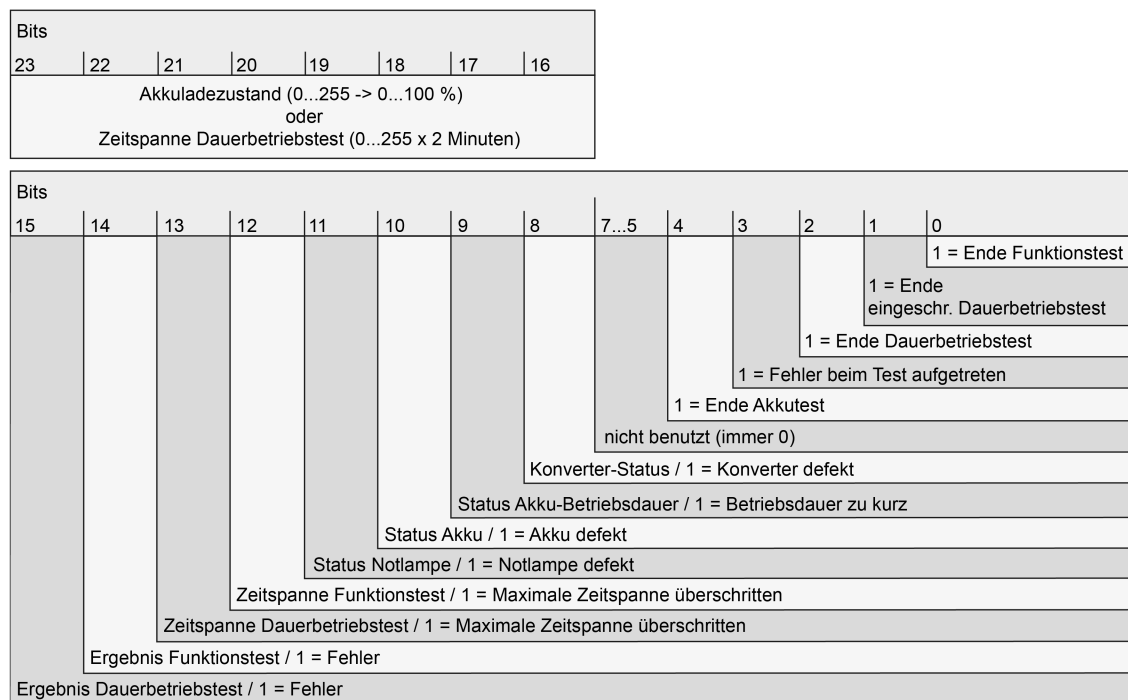 Bits
23 22 21 20 19 18 17 16
Akkuladezustand (0...255 -> 0...100 %)
oder
Zeitspanne Dauerbetriebstest (0...255 x 2 Minuten)
Bits
15 14 13 12 11 10 9 8 7...5 4 3 2 1 0
1 = Ende Funktionstest
1 = Ende
eingeschr. Dauerbetriebstest
1 = Ende Dauerbetriebstest
1 = Fehler beim Test aufgetreten
1 = Ende Akkutest
nicht benutzt (immer 0)
Konverter-Status / 1 = Konverter defekt
Status Akku-Betriebsdauer / 1 = Betriebsdauer zu kurz
Status Akku / 1 = Akku defekt
Status Notlampe / 1 = Notlampe defekt
Zeitspanne Funktionstest / 1 = Maximale Zeitspanne überschritten
Zeitspanne Dauerbetriebstest / 1 = Maximale Zeitspanne überschritten
Ergebnis Funktionstest / 1 = Fehler
Ergebnis Dauerbetriebstest / 1 = Fehler